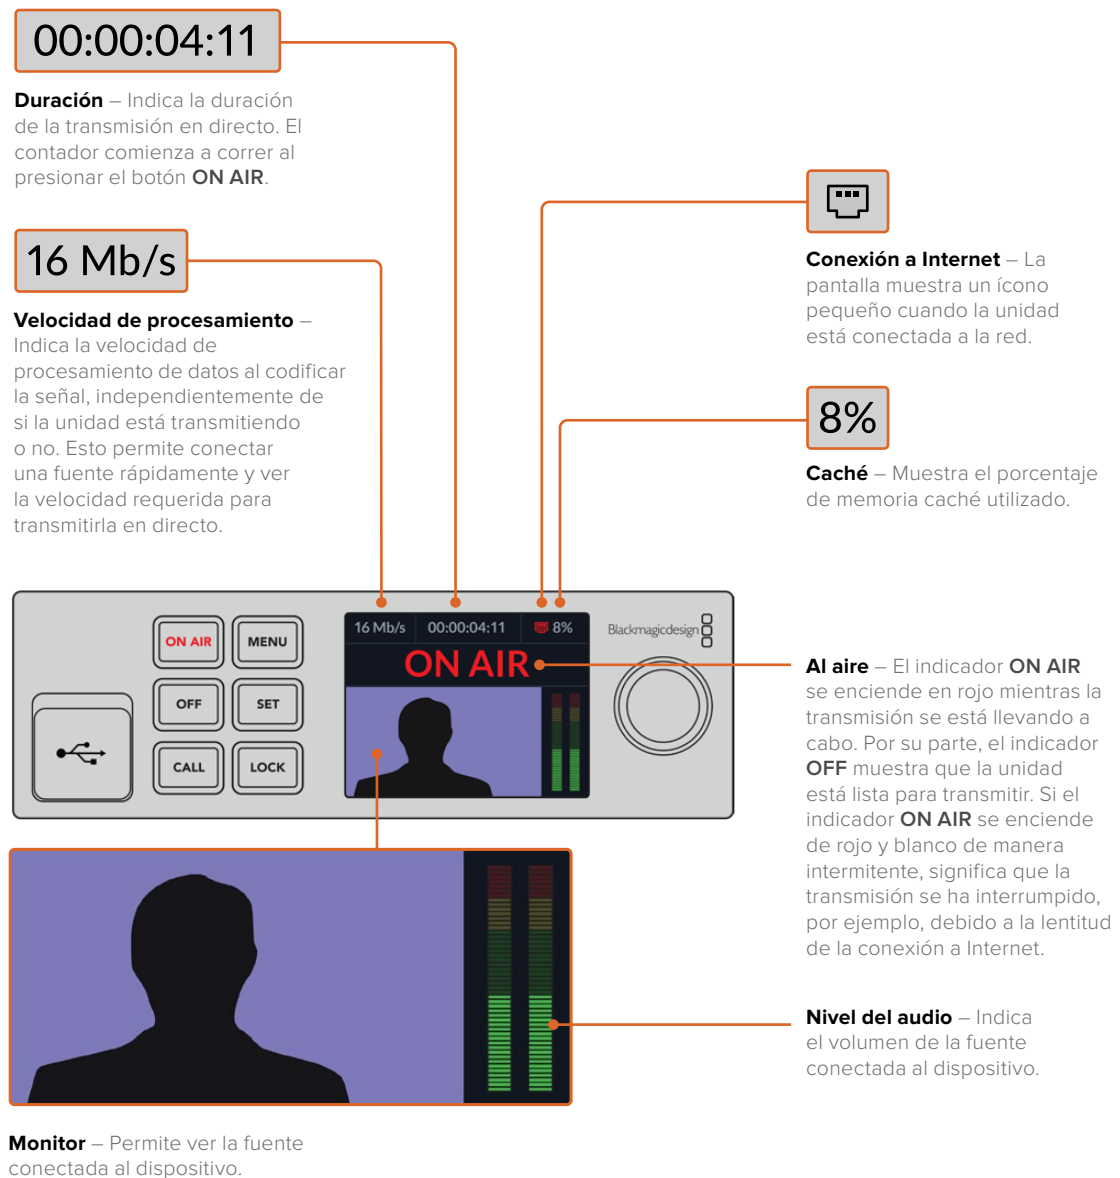 00:00:04:11
Duración – Indica la duración
de la transmisión en directo. El
contador comienza a correr al
presionar el botón ON AIR.
16 Mb/s
Velocidad de procesamiento –
Indica la velocidad de
procesamiento de datos al codificar
la señal, independientemente de
si la unidad está transmitiendo
o no. Esto permite conectar
una fuente rápidamente y ver
la velocidad requerida para
transmitirla en directo.
Conexión a Internet – La
pantalla muestra un ícono
pequeño cuando la unidad
está conectada a la red.
8%
Caché – Muestra el porcentaje
de memoria caché utilizado.
ON AIR
MENU
OFF
SET
CALL
LOCK
16 Mb/s 00:00:04:11 8%
ON AIR
Blackmagicdesign
Al aire – El indicador ON AIR
se enciende en rojo mientras la
transmisión se está llevando a
cabo. Por su parte, el indicador
OFF muestra que la unidad
está lista para transmitir. Si el
indicador ON AIR se enciende
de rojo y blanco de manera
intermitente, significa que la
transmisión se ha interrumpido,
por ejemplo, debido a la lentitud
de la conexión a Internet.
Nivel del audio – Indica
el volumen de la fuente
conectada al dispositivo.
Monitor – Permite ver la fuente
conectada al dispositivo.